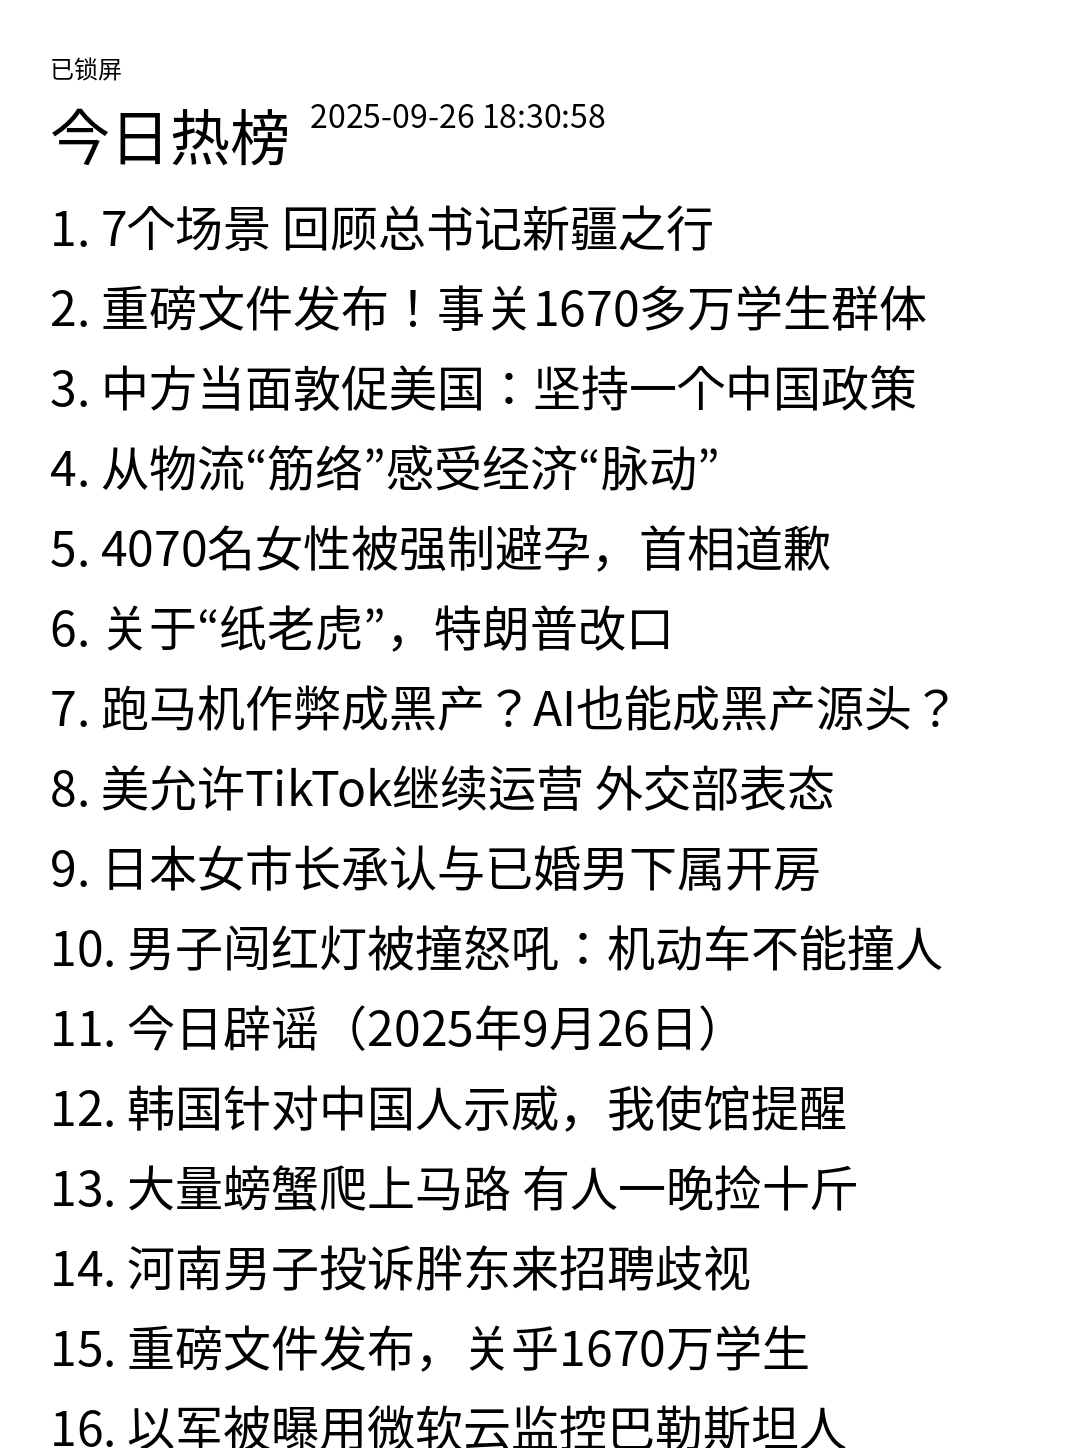 已锁屏
今日热榜 2025-09-26 18:30:58
1. 7个场景 回顾总书记新疆之行
2. 重磅文件发布！事关1670多万学生群体
3. 中方当面敦促美国：坚持一个中国政策
4. 从物流“筋络”感受经济“脉动”
5. 4070名女性被强制避孕，首相道歉
6. 关于“纸老虎”，特朗普改口
7. 跑马机作弊成黑产？AI也能成黑产源头？
8. 美允许TikTok继续运营 外交部表态
9. 日本女市长承认与已婚男下属开房
10. 男子闯红灯被撞怒吼：机动车不能撞人
11. 今日辟谣（2025年9月26日）
12. 韩国针对中国人示威，我使馆提醒
13. 大量螃蟹爬上马路 有人一晚捡十斤
14. 河南男子投诉胖东来招聘歧视
15. 重磅文件发布，关乎1670万学生
16. 以军被曝用微软云监控巴勒斯坦人